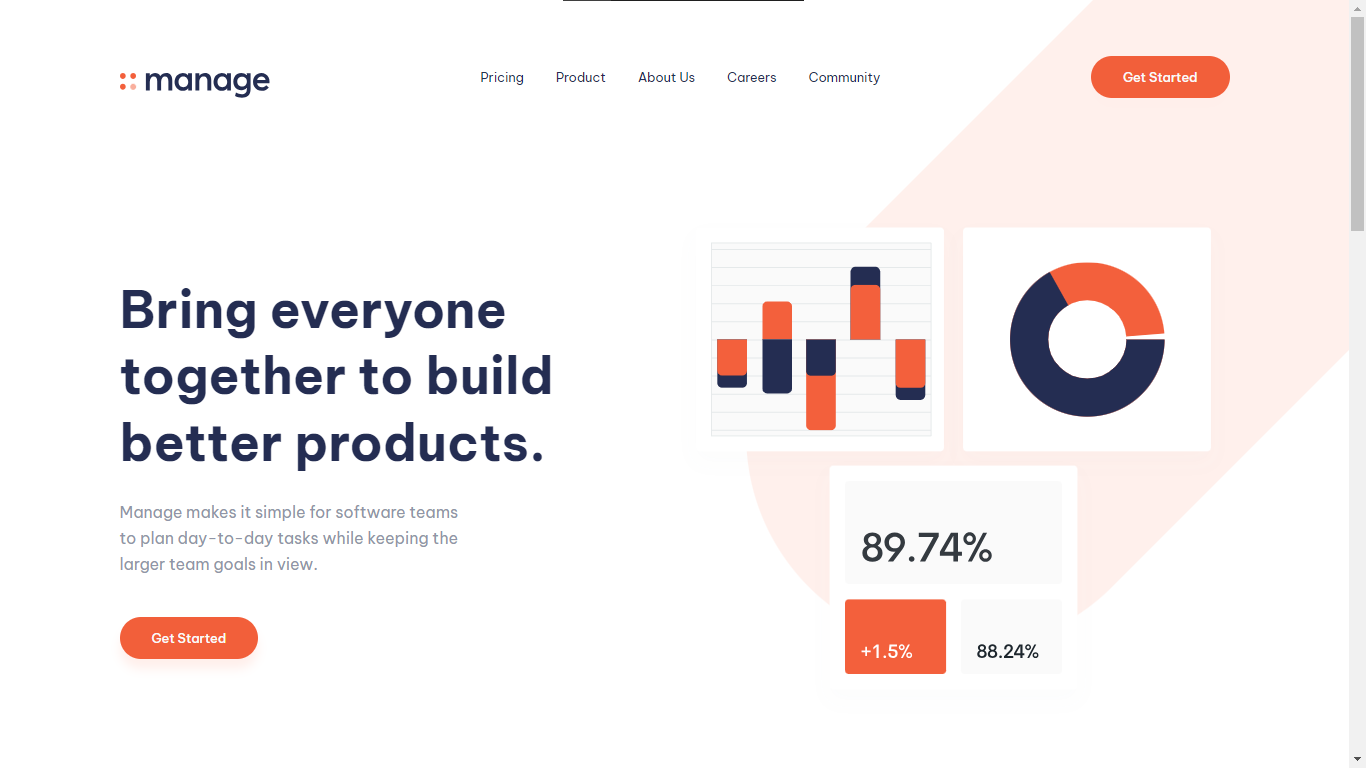 manage
Pricing
Product
About Us
Careers
Community
Get Started
Bring everyone
together to build
better products.
Manage makes it simple for software teams
to plan day-to-day tasks while keeping the
larger team goals in view.
Get Started
89.74%
+1.5%
88.24%